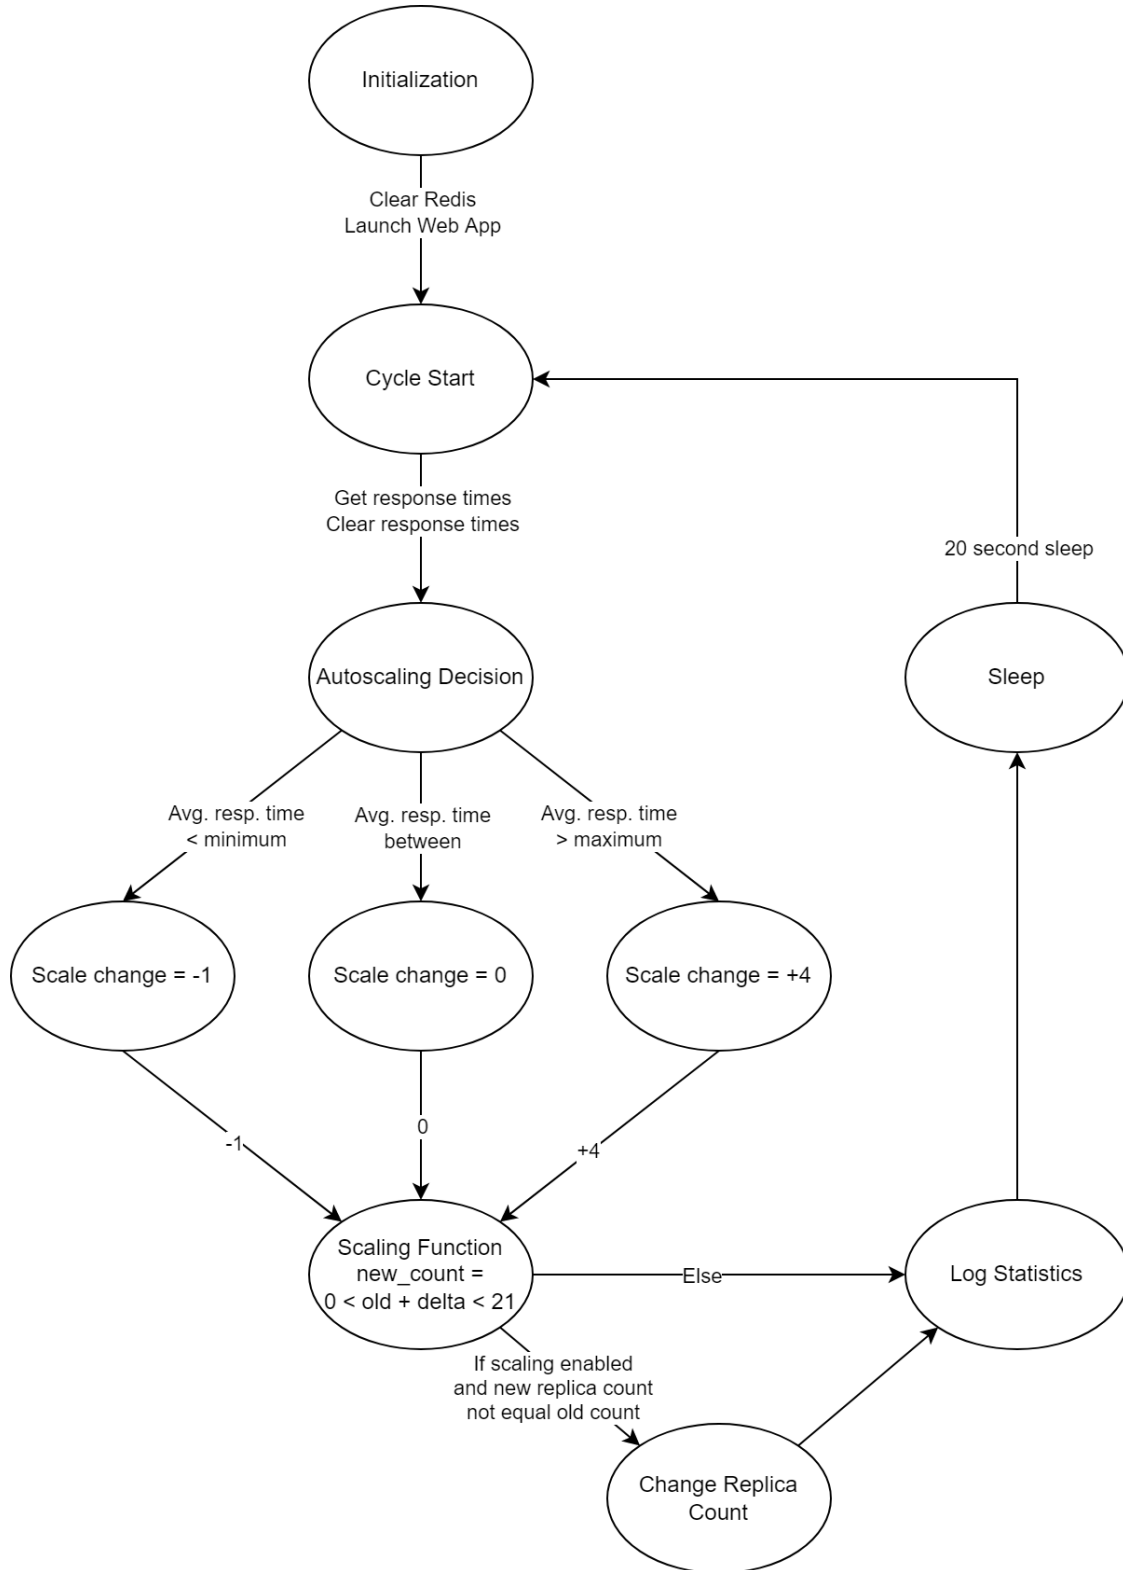 Initialization
Clear Redis
Launch Web App
Cycle Start
Get response times
Clear response times
20 second sleep
Autoscaling Decision
Sleep
Avg. resp. time
< minimum
Avg. resp. time
between
Avg. resp. time
> maximum
Scale change = -1
Scale change = 0
Scale change = +4
-1
0
+4
Scaling Function
new_count =
0 < old + delta < 21
Else
Log Statistics
If scaling enabled
and new replica count
not equal old count
Change Replica
Count